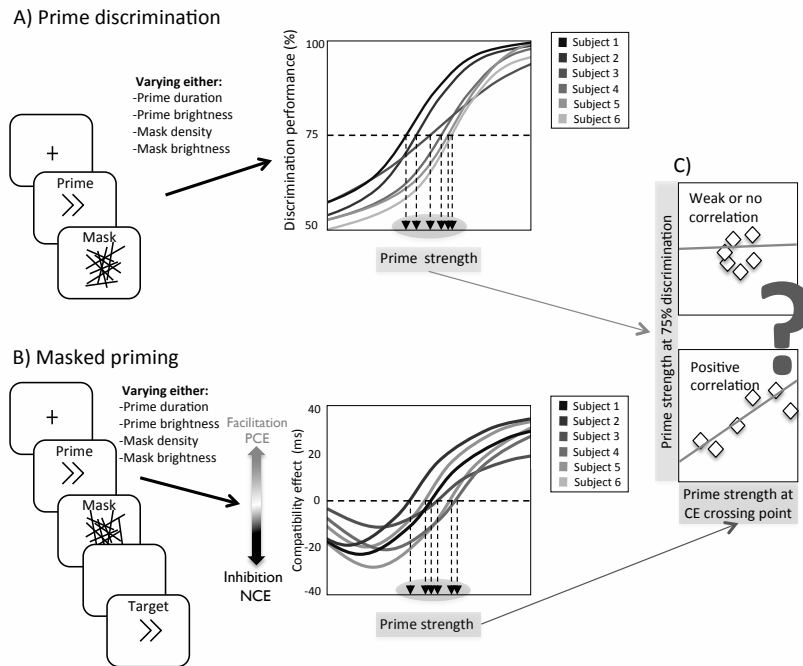 A) Prime discrimination
Varying either:
-Prime duration
-Prime brightness
-Mask density
-Mask brightness
+
Prime
Mask
Discrimination performance (%)
100
75
50
Subject 1
Subject 2
Subject 3
Subject 4
Subject 5
Subject 6
Prime strength
B) Masked priming
Varying either:
-Prime duration
-Prime brightness
-Mask density
-Mask brightness
+
Prime
Mask
Target
Facilitation
PCE
Inhibition
NCE
Compatibility effect (ms)
40
20
0
-20
-40
Subject 1
Subject 2
Subject 3
Subject 4
Subject 5
Subject 6
Prime strength
C)
Prime strength at 75% discrimination
Weak or no
correlation
?
Positive
correlation
Prime strength at
CE crossing point